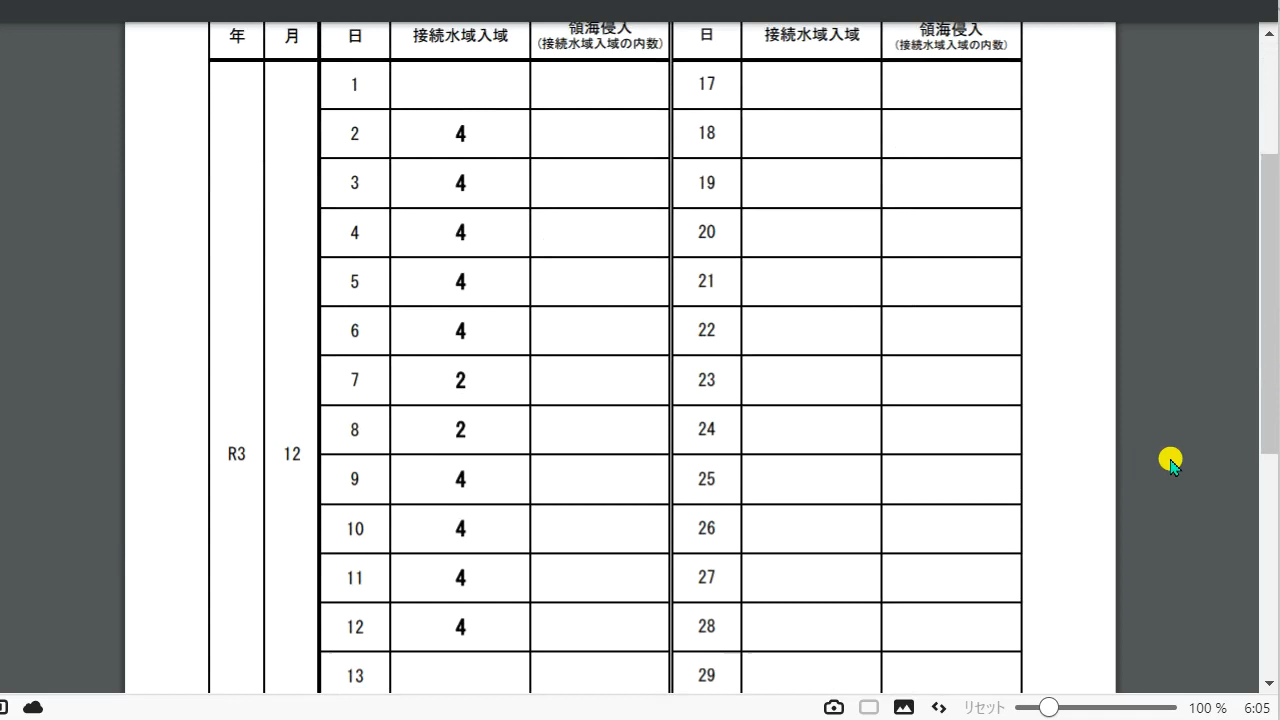 年 月 日 接続水域入域 領海侵入 日 接続水域入域 領海侵入
(接続水域入域の内数) (接続水域入域の内数)
1 17
2 4 18
3 4 19
4 4 20
5 4 21
6 4 22
7 2 23
8 2 24
R3 12
9 4 25
10 4 26
11 4 27
12 4 28
13 29
リセット 100 % 6:05